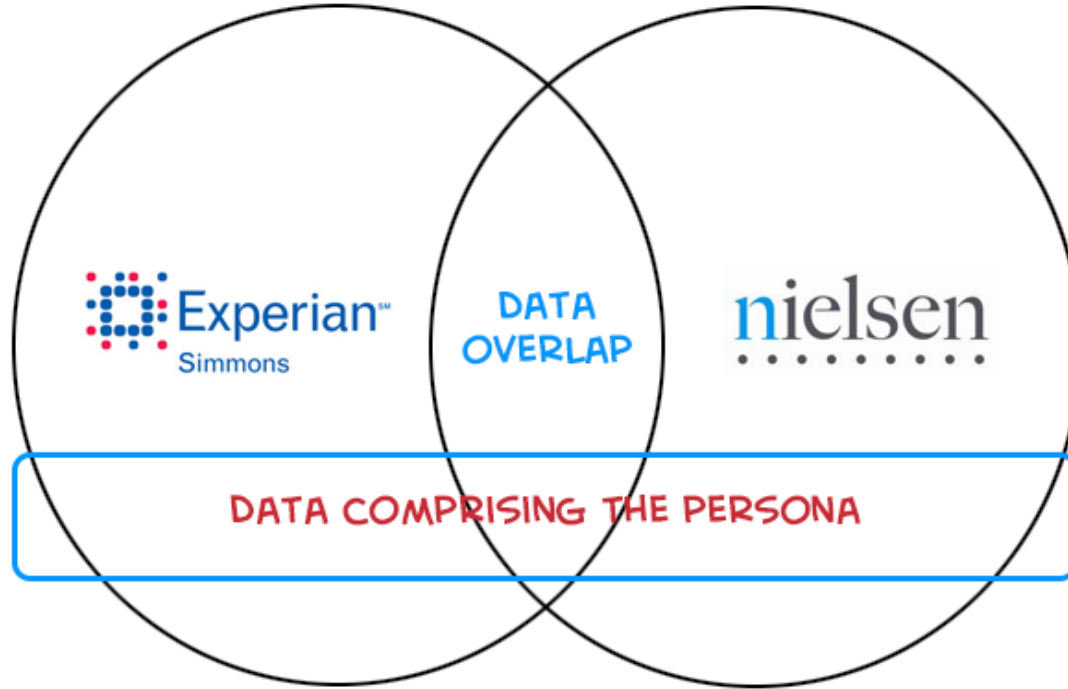 Experian℠
Simmons
DATA
OVERLAP
nielsen
DATA COMPRISING THE PERSONA